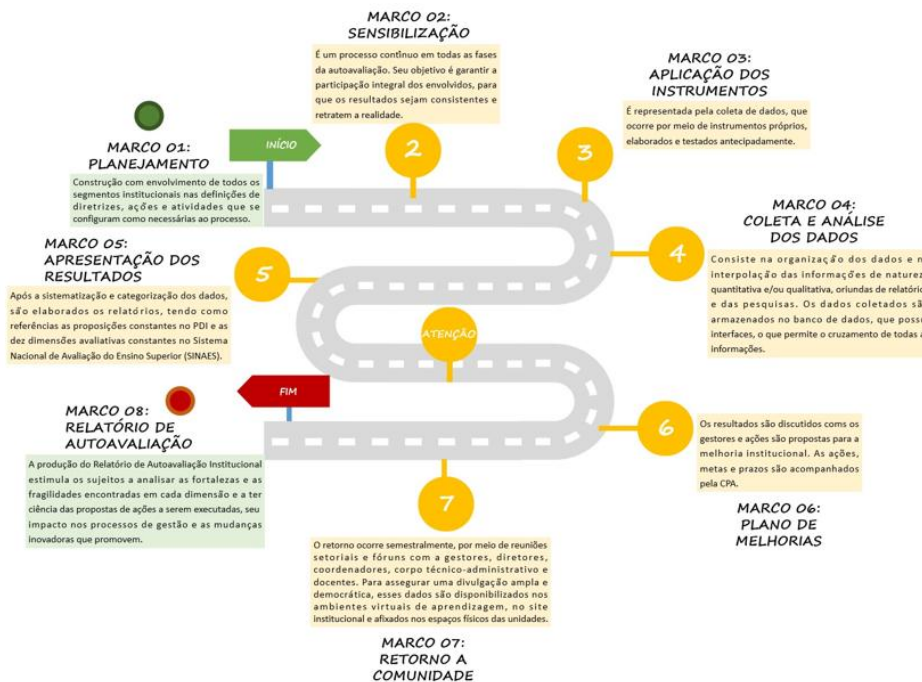 MARCO 01:
PLANEJAMENTO
Construção com envolvimento de todos os
segmentos institucionais nas definições de
diretrizes, ações e atividades que se
configuram como necessárias ao processo.
INÍCIO
MARCO 02:
SENSIBILIZAÇÃO
É um processo contínuo em todas as fases
da autoavaliação. Seu objetivo é garantir a
participação integral dos envolvidos, para
que os resultados sejam consistentes e
retratem a realidade.
2
MARCO 03:
APLICAÇÃO DOS
INSTRUMENTOS
É representada pela coleta de dados, que
ocorre por meio de instrumentos próprios,
elaborados e testados antecipadamente.
3
MARCO 04:
COLETA E ANÁLISE
DOS DADOS
Consiste na organização dos dados e n
interpolação das informações de naturez
quantitativa e/ou qualitativa, oriundas de relatório
e das pesquisas. Os dados coletados sã
armazenados no banco de dados, que possu
interfaces, o que permite o cruzamento de todas a
informações.
4
MARCO 05:
APRESENTAÇÃO DOS
RESULTADOS
Após a sistematização e categorização dos dados,
são elaborados os relatórios, tendo como
referências as proposições constantes no PDI e as
dez dimensões avaliativas constantes no Sistema
Nacional de Avaliação do Ensino Superior (SINAES).
5
ATENÇÃO
6
Os resultados são discutidos coms os
gestores e ações são propostas para a
melhoria institucional. As ações,
metas e prazos são acompanhados
pela CPA.
MARCO 06:
PLANO DE
MELHORIAS
7
O retorno ocorre semestralmente, por meio de reuniões
setoriais e fóruns com a gestores, diretores,
coordenadores, corpo técnico-administrativo e
docentes. Para assegurar uma divulgação ampla e
democrática, esses dados são disponibilizados nos
ambientes virtuais de aprendizagem, no site
institucional e afixados nos espaços físicos das unidades.
MARCO 07:
RETORNO A
COMUNIDADE
FIM
MARCO 08:
RELATÓRIO DE
AUTOAVALIAÇÃO
A produção do Relatório de Autoavaliação Institucional
estimula os sujeitos a analisar as fortalezas e as
fragilidades encontradas em cada dimensão e a ter
ciência das propostas de ações a serem executadas, seu
impacto nos processos de gestão e as mudanças
inovadoras que promovem.